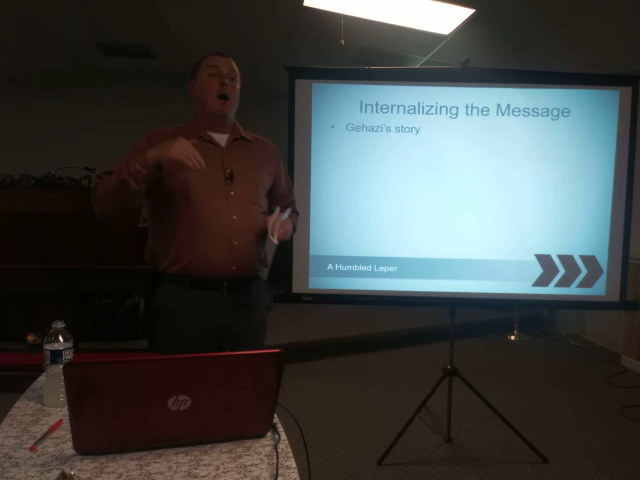 Internalizing the Message
• Gehazi's story
A Humbled Leper
hp